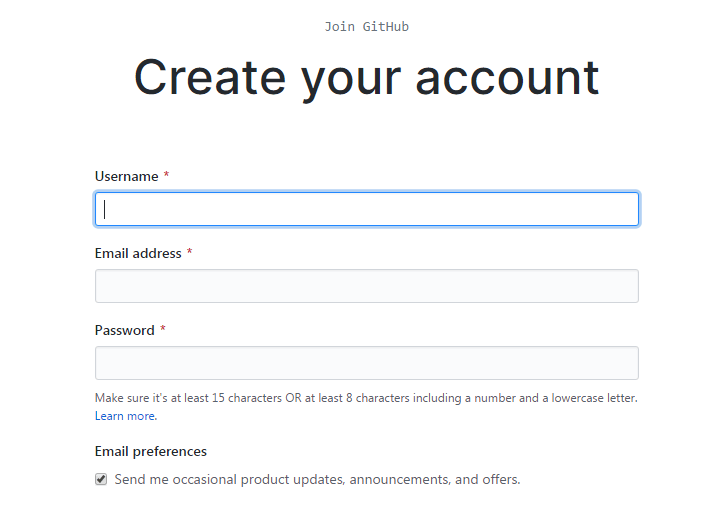 Join GitHub
Create your account
Username *
Email address *
Password *
Make sure it's at least 15 characters OR at least 8 characters including a number and a lowercase letter.
Learn more.
Email preferences
Send me occasional product updates, announcements, and offers.